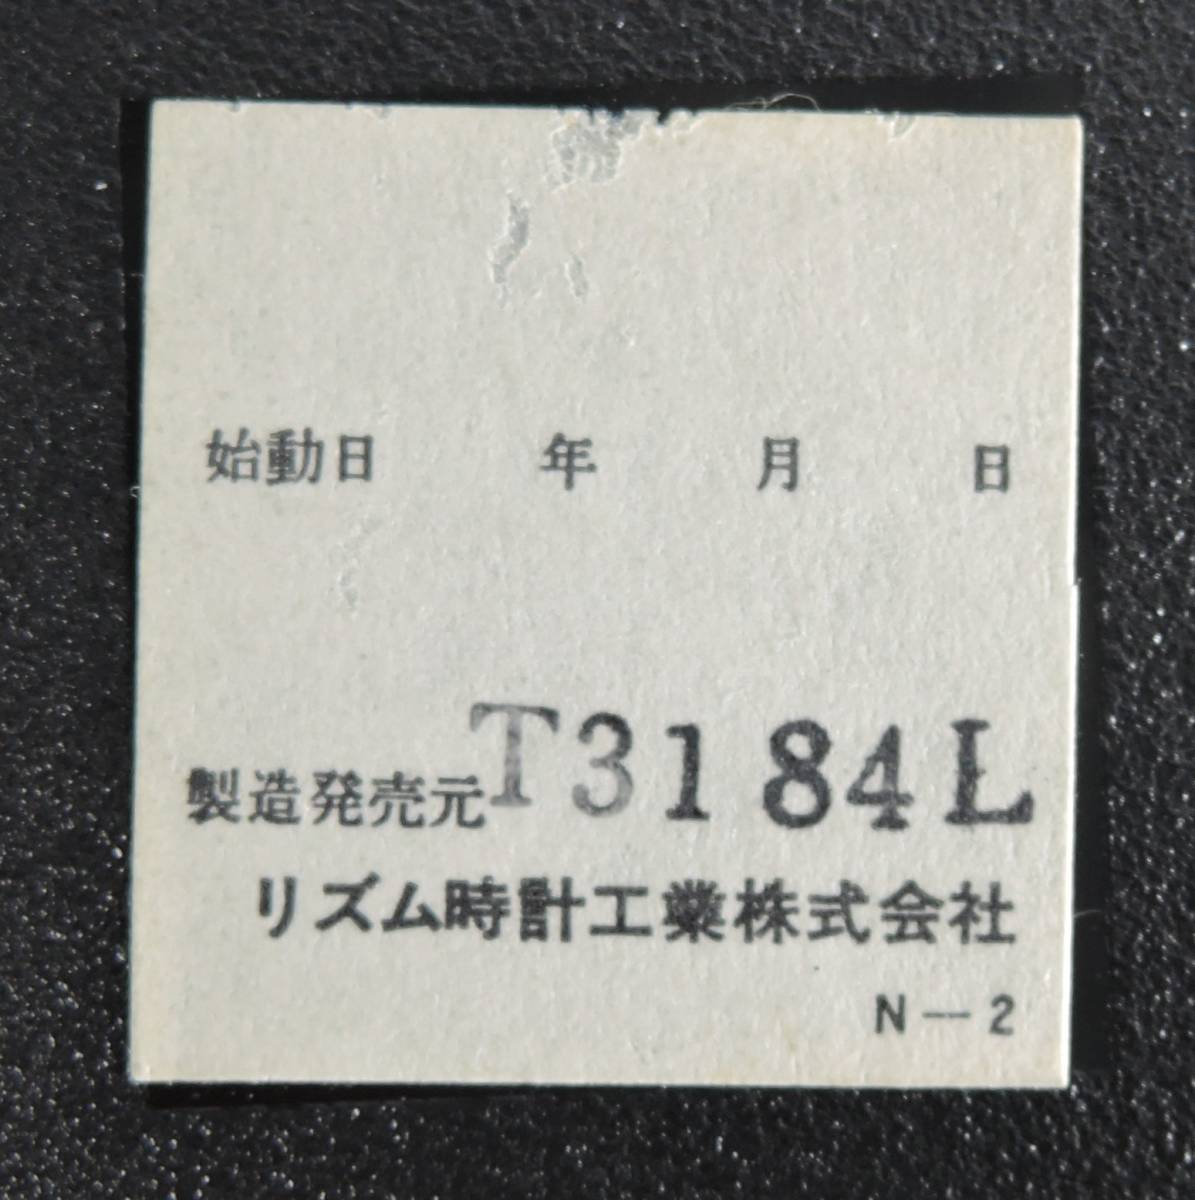 始動日 年 月 日
製造発売元 T3184L
リズム時計工業株式会社
N—2